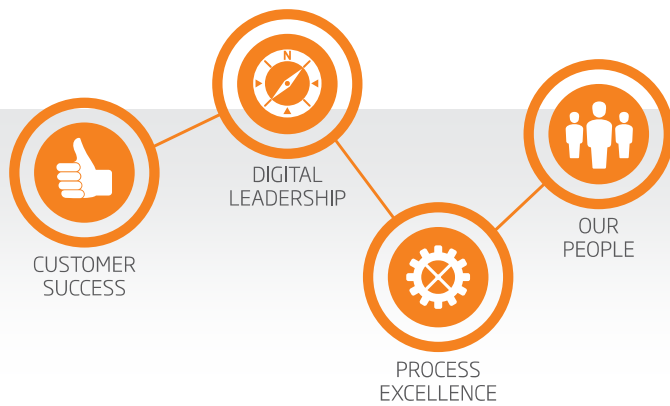 N
DIGITAL
LEADERSHIP
OUR
PEOPLE
CUSTOMER
SUCCESS
PROCESS
EXCELLENCE